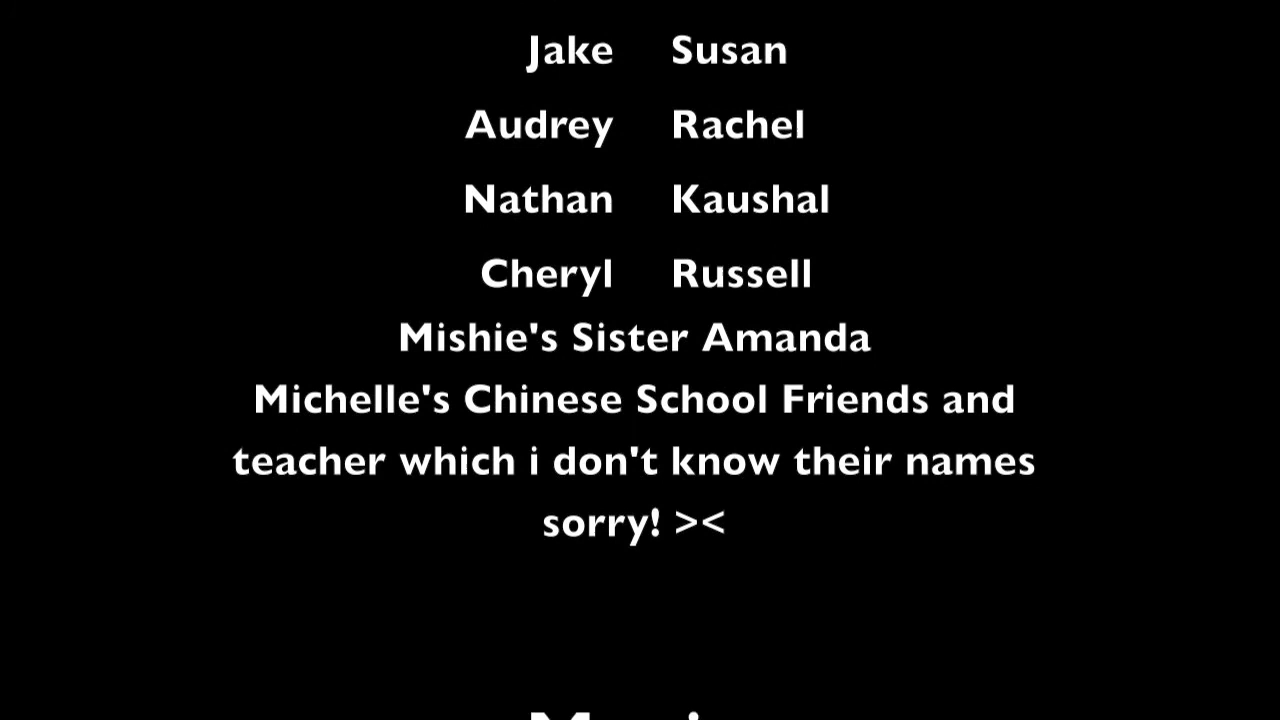 Jake Susan
Audrey Rachel
Nathan Kaushal
Cheryl Russell
Mishie's Sister Amanda
Michelle's Chinese School Friends and
teacher which i don't know their names
sorry! ><